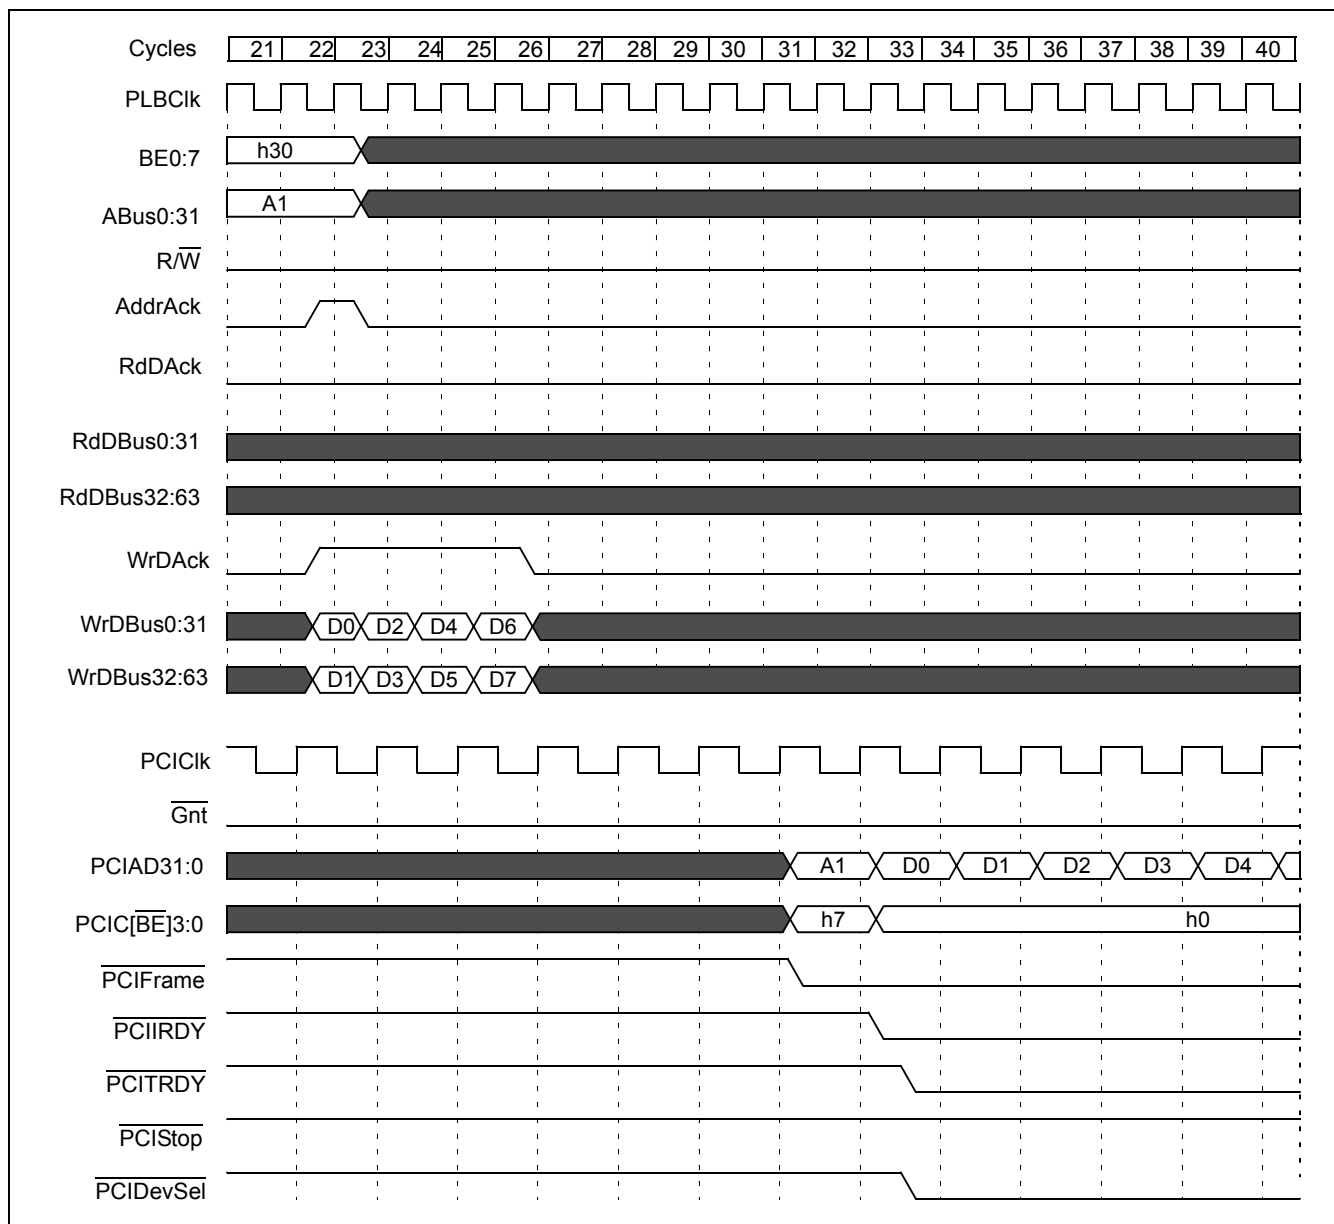 Cycles 21 22 23 24 25 26 27 28 29 30 31 32 33 34 35 36 37 38 39 40
PLBClk
BE0:7 h30
ABus0:31 A1
R/W
AddrAck
RdDAck
RdDBus0:31
RdDBus32:63
WrDAck
WrDBus0:31 D0 D2 D4 D6
WrDBus32:63 D1 D3 D5 D7
PCIClk
Gnt
PCIAD31:0 A1 D0 D1 D2 D3 D4
PCIC[BE]3:0 h7 h0
PCIFrame
PCIIRDY
PCITRDY
PCIStop
PCIDevSel